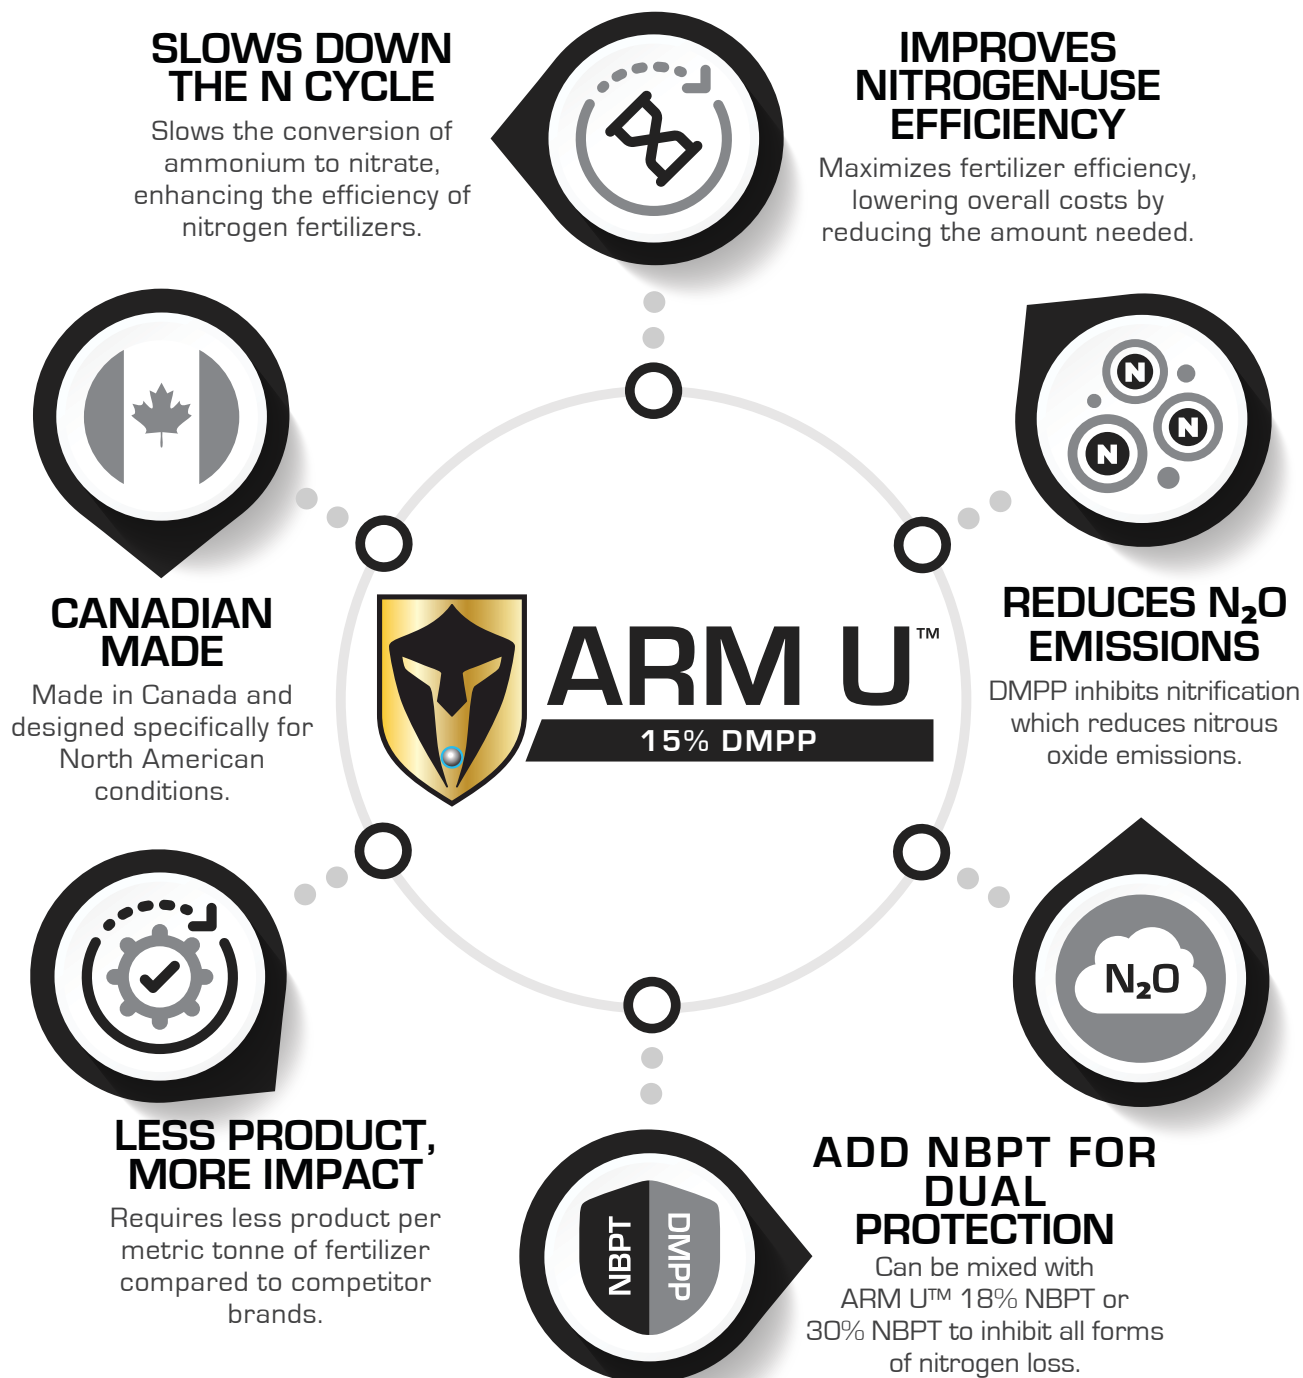 SLOWS DOWN
THE N CYCLE
Slows the conversion of
ammonium to nitrate,
enhancing the efficiency of
nitrogen fertilizers.
IMPROVES
NITROGEN-USE
EFFICIENCY
Maximizes fertilizer efficiency,
lowering overall costs by
reducing the amount needed.
N
N
N
CANADIAN
MADE
Made in Canada and
designed specifically for
North American
conditions.
ARM U™
15% DMPP
REDUCES N₂O
EMISSIONS
DMPP inhibits nitrification
which reduces nitrous
oxide emissions.
N₂O
LESS PRODUCT,
MORE IMPACT
Requires less product per
metric tonne of fertilizer
compared to competitor
brands.
NBPT
DMPP
ADD NBPT FOR
DUAL
PROTECTION
Can be mixed with
ARM U™ 18% NBPT or
30% NBPT to inhibit all forms
of nitrogen loss.